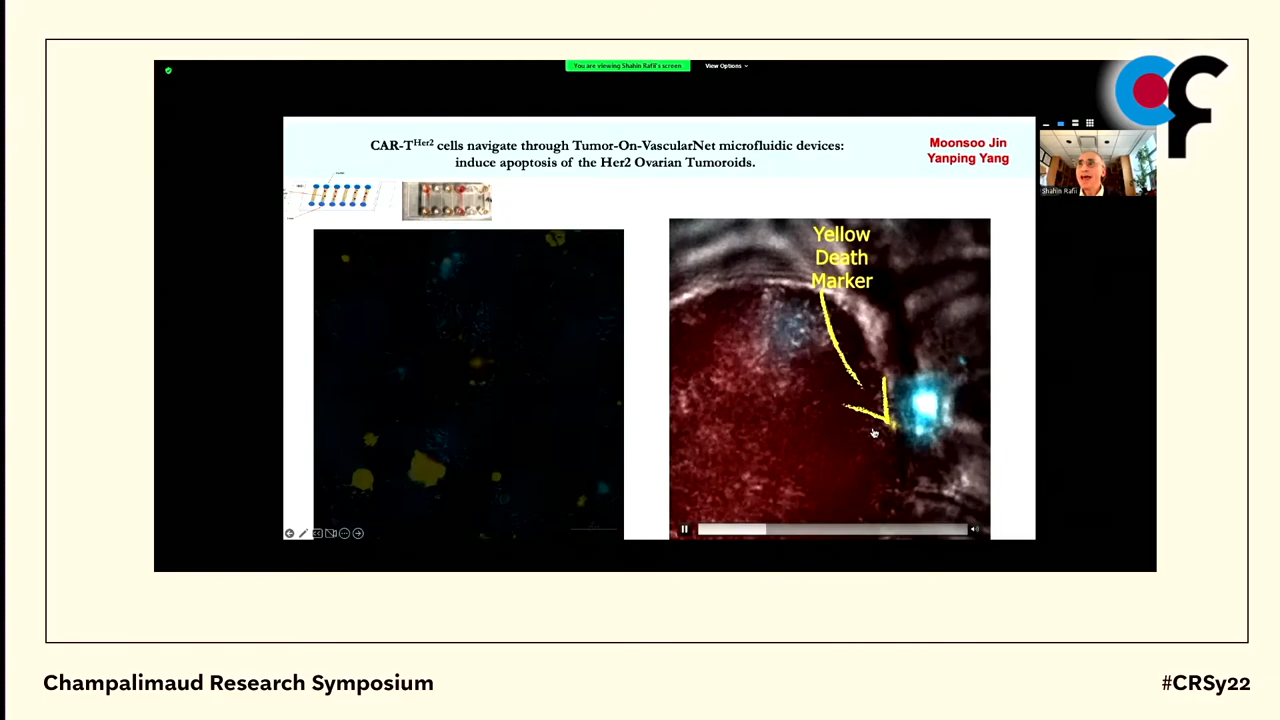 You are viewing Shahin Rafii's screen
View Options
CAR-THer2 cells navigate through Tumor-On-VascularNet microfluidic devices:
induce apoptosis of the Her2 Ovarian Tumoroids.
Moonsoo Jin
Yanping Yang
Shahin Rafii
Yellow
Death
Marker
Champalimaud Research Symposium
#CRSy22